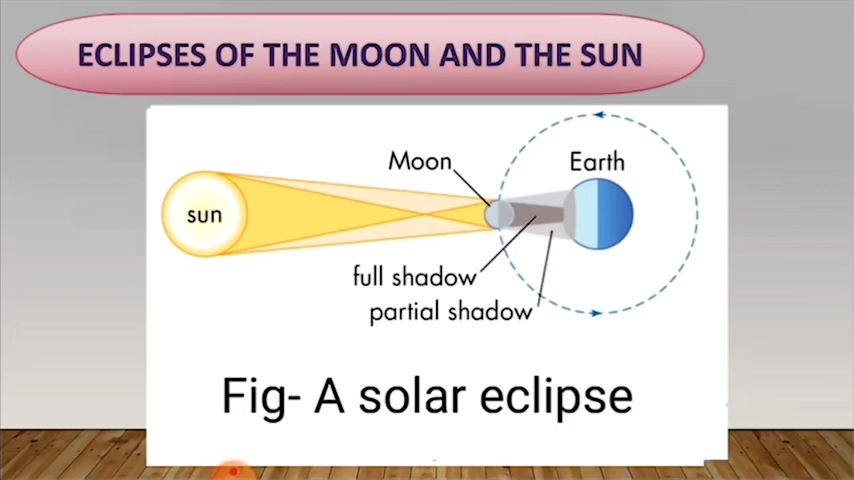 ECLIPSES OF THE MOON AND THE SUN
Moon
Earth
sun
full shadow
partial shadow
Fig- A solar eclipse